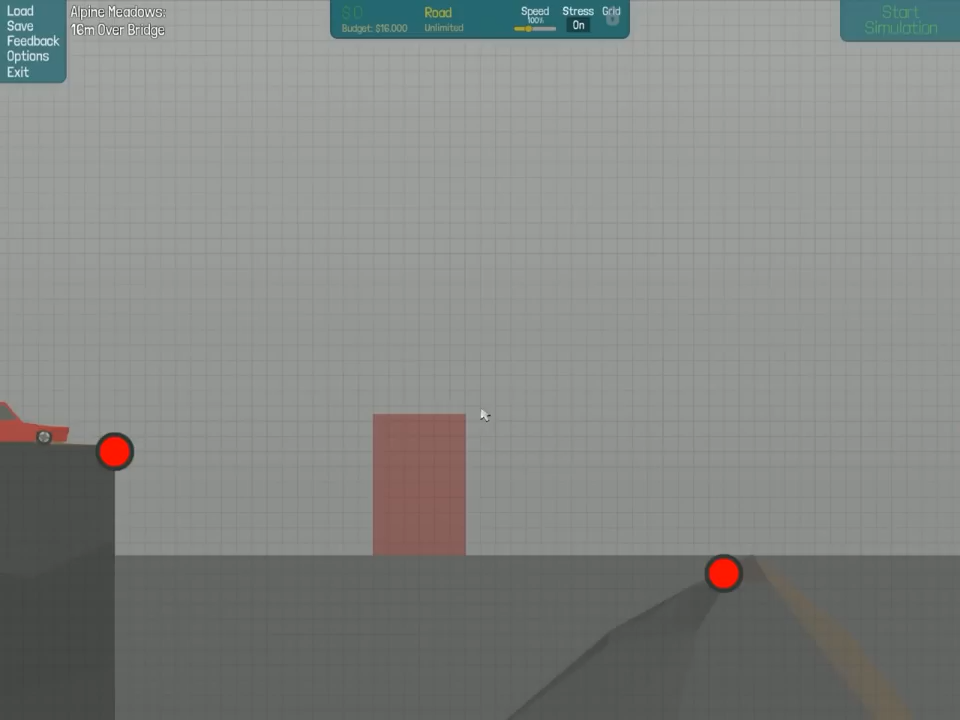 Load
Save
Feedback
Options
Exit
Alpine Meadows:
16m Over Bridge
$0
Budget: $16,000
Road
Unlimited
Speed
100%
Stress
On
Grid
Start
Simulation